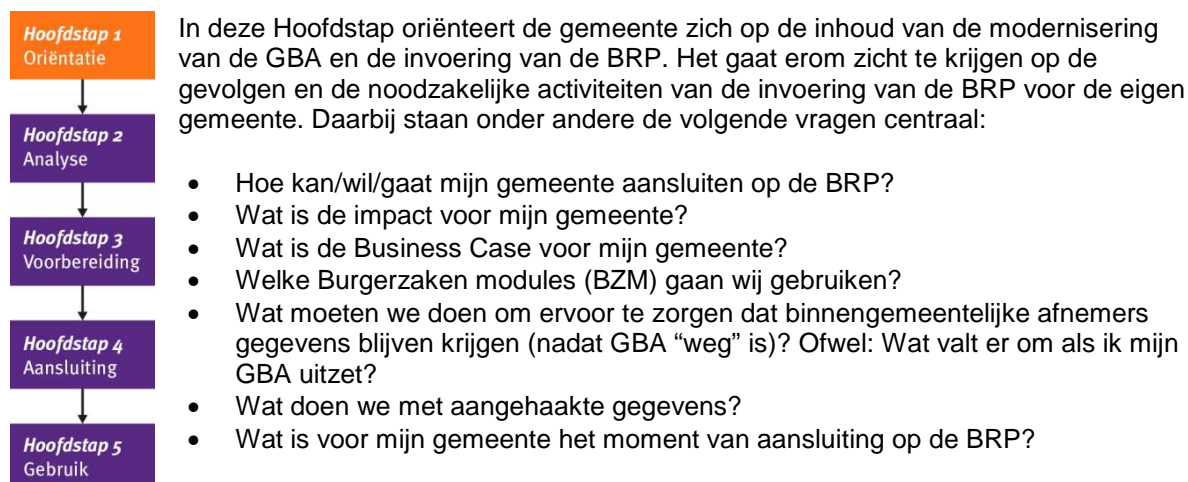 Hoofdstap 1
Oriëntatie
Hoofdstap 2
Analyse
Hoofdstap 3
Voorbereiding
Hoofdstap 4
Aansluiting
Hoofdstap 5
Gebruik
In deze Hoofdstap oriënteert de gemeente zich op de inhoud van de modernisering
van de GBA en de invoering van de BRP. Het gaat erom zicht te krijgen op de
gevolgen en de noodzakelijke activiteiten van de invoering van de BRP voor de eigen
gemeente. Daarbij staan onder andere de volgende vragen centraal:
• Hoe kan/wil/gaat mijn gemeente aansluiten op de BRP?
• Wat is de impact voor mijn gemeente?
• Wat is de Business Case voor mijn gemeente?
• Welke Burgerzaken modules (BZM) gaan wij gebruiken?
• Wat moeten we doen om ervoor te zorgen dat binnengemeentelijke afnemers
gegevens blijven krijgen (nadat GBA “weg” is)? Ofwel: Wat valt er om als ik mijn
GBA uitzet?
• Wat doen we met aangehaakte gegevens?
• Wat is voor mijn gemeente het moment van aansluiting op de BRP?